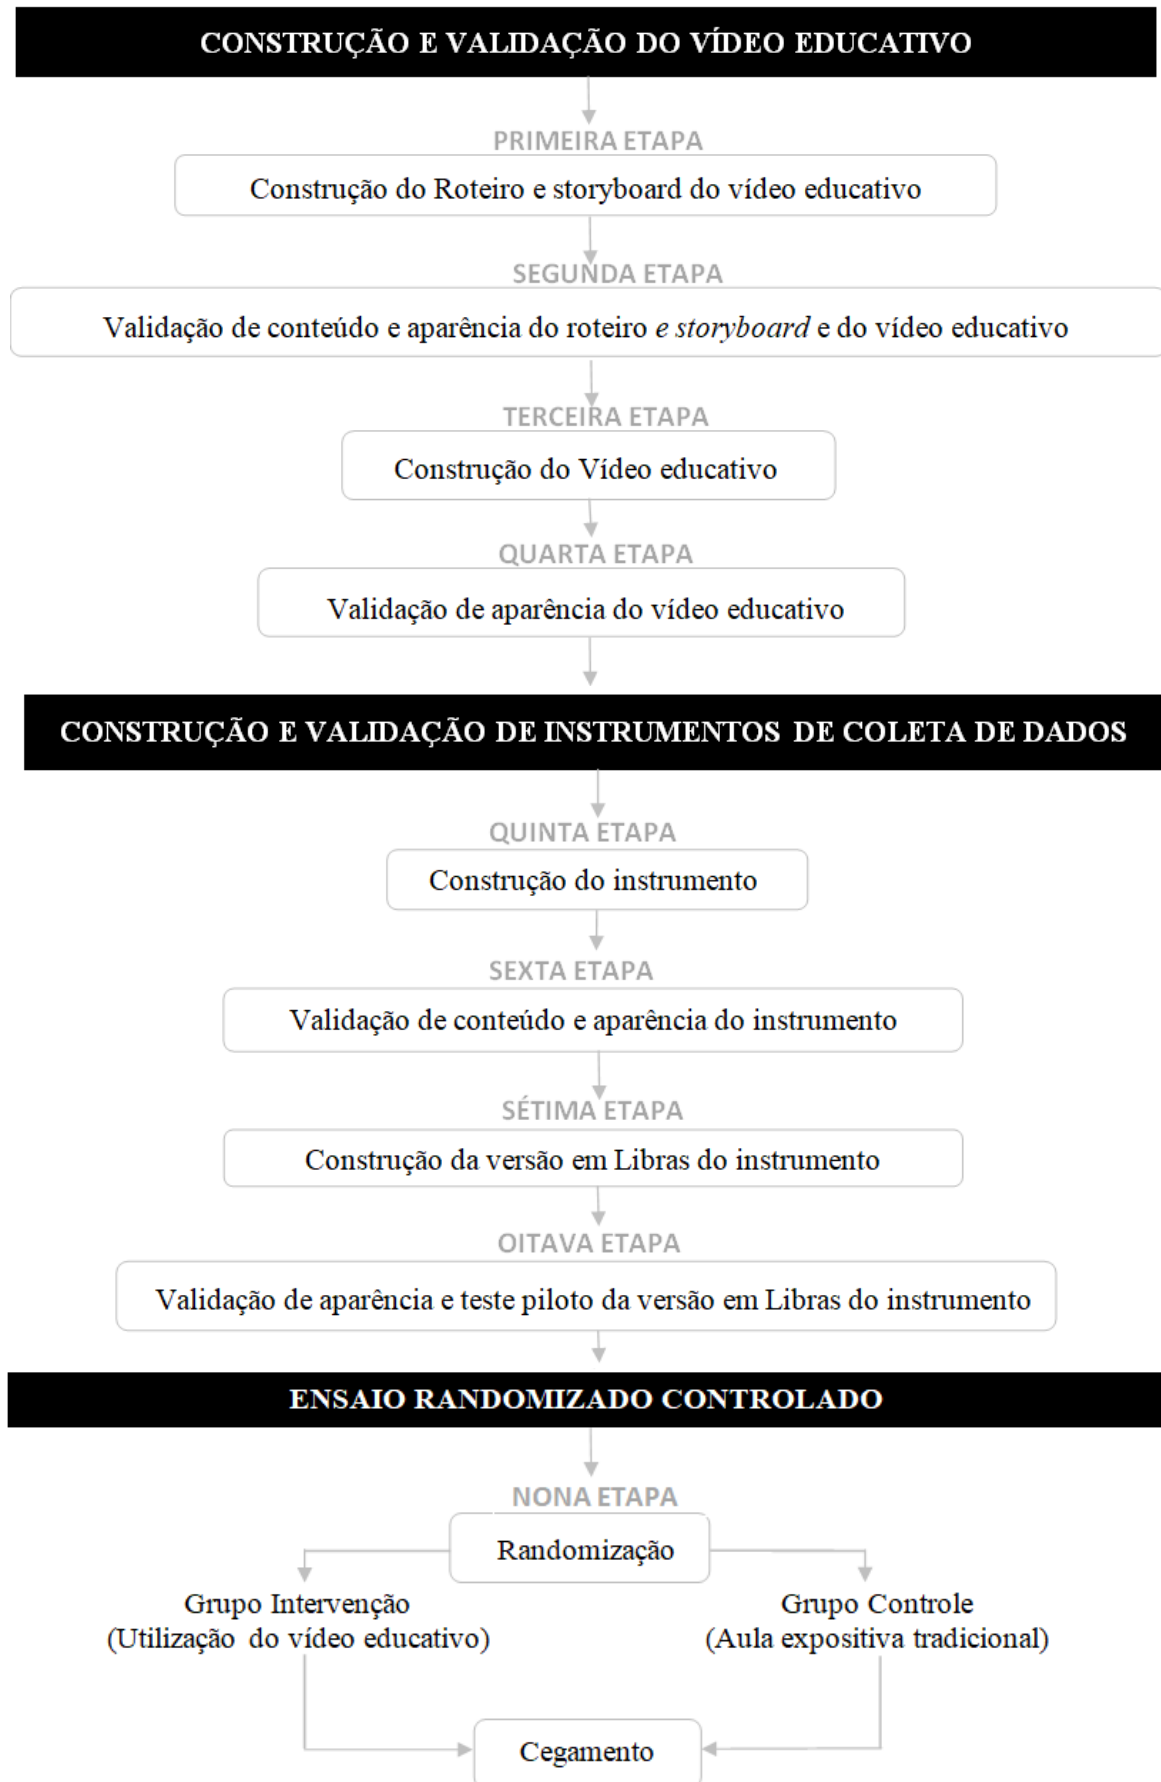 CONSTRUÇÃO E VALIDAÇÃO DO VÍDEO EDUCATIVO
PRIMEIRA ETAPA
Construção do Roteiro e storyboard do vídeo educativo
SEGUNDA ETAPA
Validação de conteúdo e aparência do roteiro e storyboard e do vídeo educativo
TERCEIRA ETAPA
Construção do Vídeo educativo
QUARTA ETAPA
Validação de aparência do vídeo educativo
CONSTRUÇÃO E VALIDAÇÃO DE INSTRUMENTOS DE COLETA DE DADOS
QUINTA ETAPA
Construção do instrumento
SEXTA ETAPA
Validação de conteúdo e aparência do instrumento
SÉTIMA ETAPA
Construção da versão em Libras do instrumento
OITAVA ETAPA
Validação de aparência e teste piloto da versão em Libras do instrumento
ENSAIO RANDOMIZADO CONTROLADO
NONA ETAPA
Randomização
Grupo Intervenção
(Utilização do vídeo educativo)
Grupo Controle
(Aula expositiva tradicional)
Cegamento